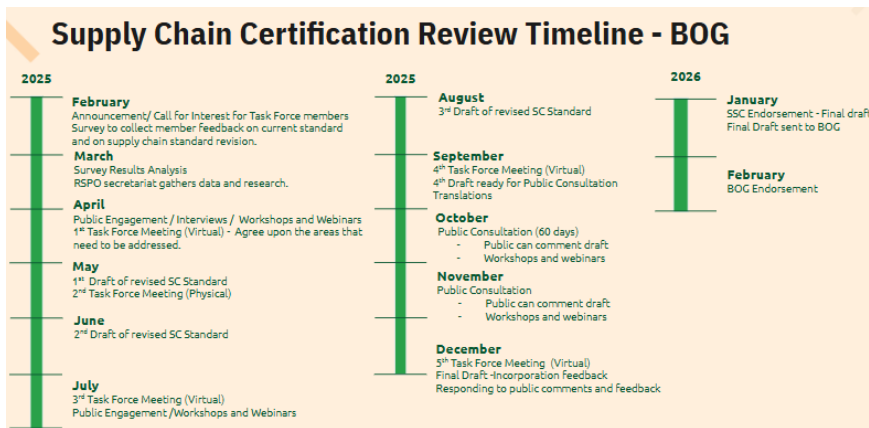 Supply Chain Certification Review Timeline - BOG
2025
February
Announcement/ Call for Interest for Task Force members
Survey to collect member feedback on current standard
and on supply chain standard revision.
March
Survey Results Analysis
RSPO secretariat gathers data and research.
April
Public Engagement / Interviews / Workshops and Webinars
1st Task Force Meeting (Virtual) - Agree upon the areas that
need to be addressed.
May
1st Draft of revised SC Standard
2nd Task Force Meeting (Physical)
June
2nd Draft of revised SC Standard
July
3rd Task Force Meeting (Virtual)
Public Engagement /Workshops and Webinars
2025
August
3rd Draft of revised SC Standard
September
4th Task Force Meeting (Virtual)
4th Draft ready for Public Consultation
Translations
October
Public Consultation (60 days)
- Public can comment draft
- Workshops and webinars
November
Public Consultation
- Public can comment draft
- Workshops and webinars
December
5th Task Force Meeting (Virtual)
Final Draft -Incorporation feedback
Responding to public comments and feedback
2026
January
SSC Endorsement - Final draft
Final Draft sent to BOG
February
BOG Endorsement